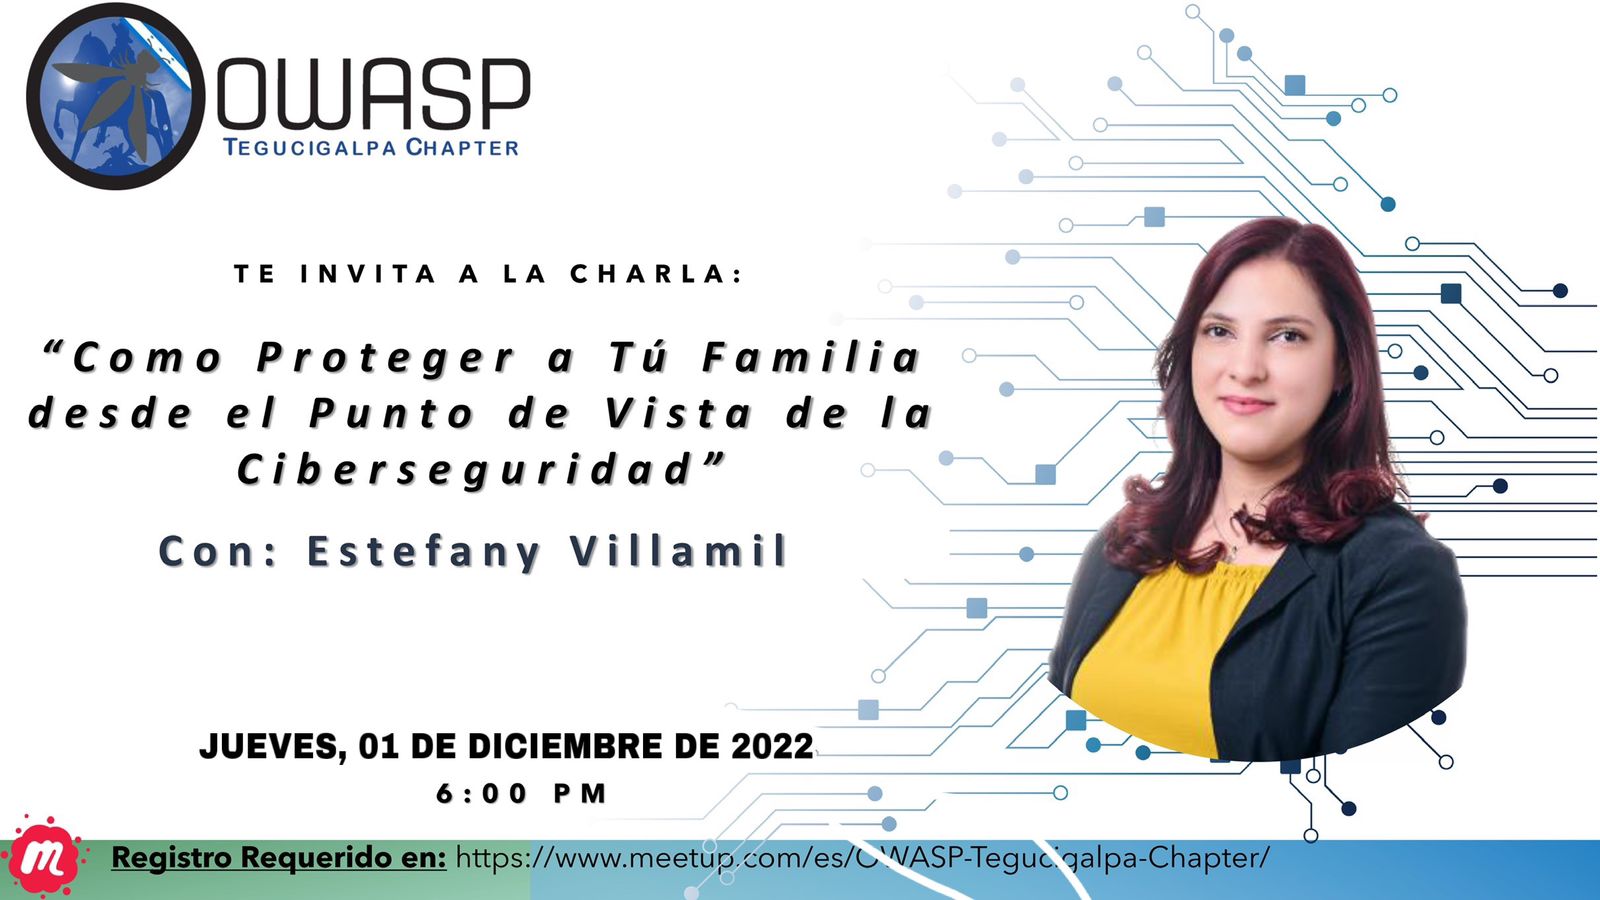 OWASP
TEGUCIGALPA CHAPTER
TE INVITA A LA CHARLA:
“Como Proteger a Tú Familia
desde el Punto de Vista de la
Ciberseguridad”
Con: Estefany Villamil
JUEVES, 01 DE DICIEMBRE DE 2022
6:00 PM
m
Registro Requerido en: https://www.meetup.com/es/OWASP-Tegucigalpa-Chapter/